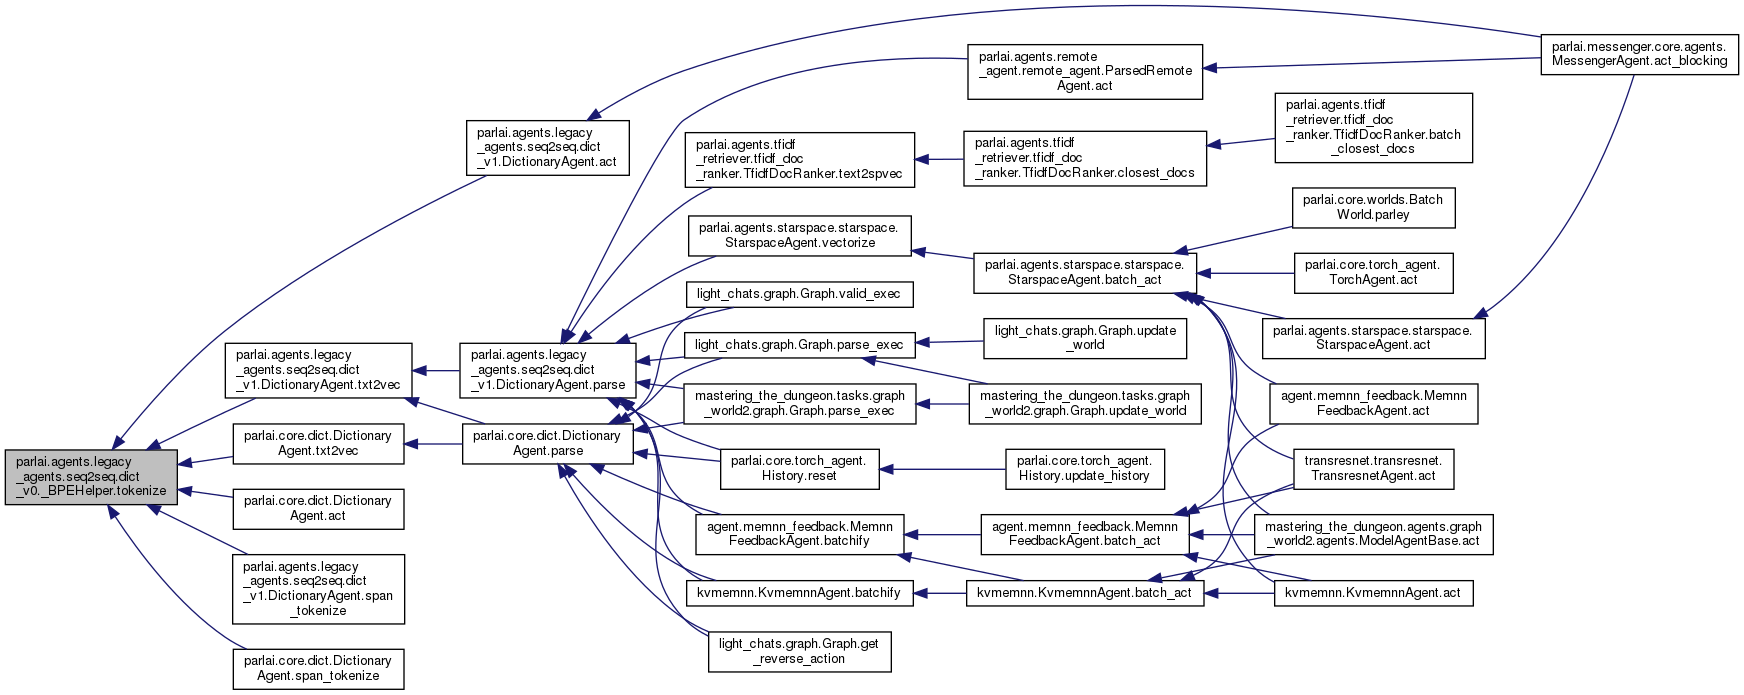 parlai.agents.legacy
_agents.seq2seq.dict
_v0._BPEHelper.tokenize
parlai.agents.legacy
_agents.seq2seq.dict
_v1.DictionaryAgent.act
parlai.agents.legacy
_agents.seq2seq.dict
_v1.DictionaryAgent.txt2vec
parlai.core.dict.Dictionary
Agent.txt2vec
parlai.core.dict.Dictionary
Agent.act
parlai.agents.legacy
_agents.seq2seq.dict
_v1.DictionaryAgent.span
_tokenize
parlai.core.dict.Dictionary
Agent.span_tokenize
parlai.agents.legacy
_agents.seq2seq.dict
_v1.DictionaryAgent.parse
parlai.core.dict.Dictionary
Agent.parse
parlai.agents.remote
_agent.remote_agent.ParsedRemote
Agent.act
parlai.messenger.core.agents.
MessengerAgent.act_blocking
parlai.agents.tfidf
_retriever.tfidf_doc
_ranker.TfidfDocRanker.text2spvec
parlai.agents.tfidf
_retriever.tfidf_doc
_ranker.TfidfDocRanker.closest_docs
parlai.agents.tfidf
_retriever.tfidf_doc
_ranker.TfidfDocRanker.batch
_closest_docs
parlai.agents.starspace.starspace.
StarspaceAgent.vectorize
parlai.agents.starspace.starspace.
StarspaceAgent.batch_act
parlai.core.worlds.Batch
World.parley
parlai.core.torch_agent.
TorchAgent.act
parlai.agents.starspace.starspace.
StarspaceAgent.act
light_chats.graph.Graph.valid_exec
light_chats.graph.Graph.parse_exec
light_chats.graph.Graph.update
_world
mastering_the_dungeon.tasks.graph
_world2.graph.Graph.parse_exec
mastering_the_dungeon.tasks.graph
_world2.graph.Graph.update_world
parlai.core.torch_agent.
History.reset
parlai.core.torch_agent.
History.update_history
agent.memnn_feedback.Memnn
FeedbackAgent.batchify
agent.memnn_feedback.Memnn
FeedbackAgent.batch_act
agent.memnn_feedback.Memnn
FeedbackAgent.act
transresnet.transresnet.
TransresnetAgent.act
mastering_the_dungeon.agents.graph
_world2.agents.ModelAgentBase.act
kvmemnn.KvmemnnAgent.batchify
kvmemnn.KvmemnnAgent.batch_act
kvmemnn.KvmemnnAgent.act
light_chats.graph.Graph.get
_reverse_action